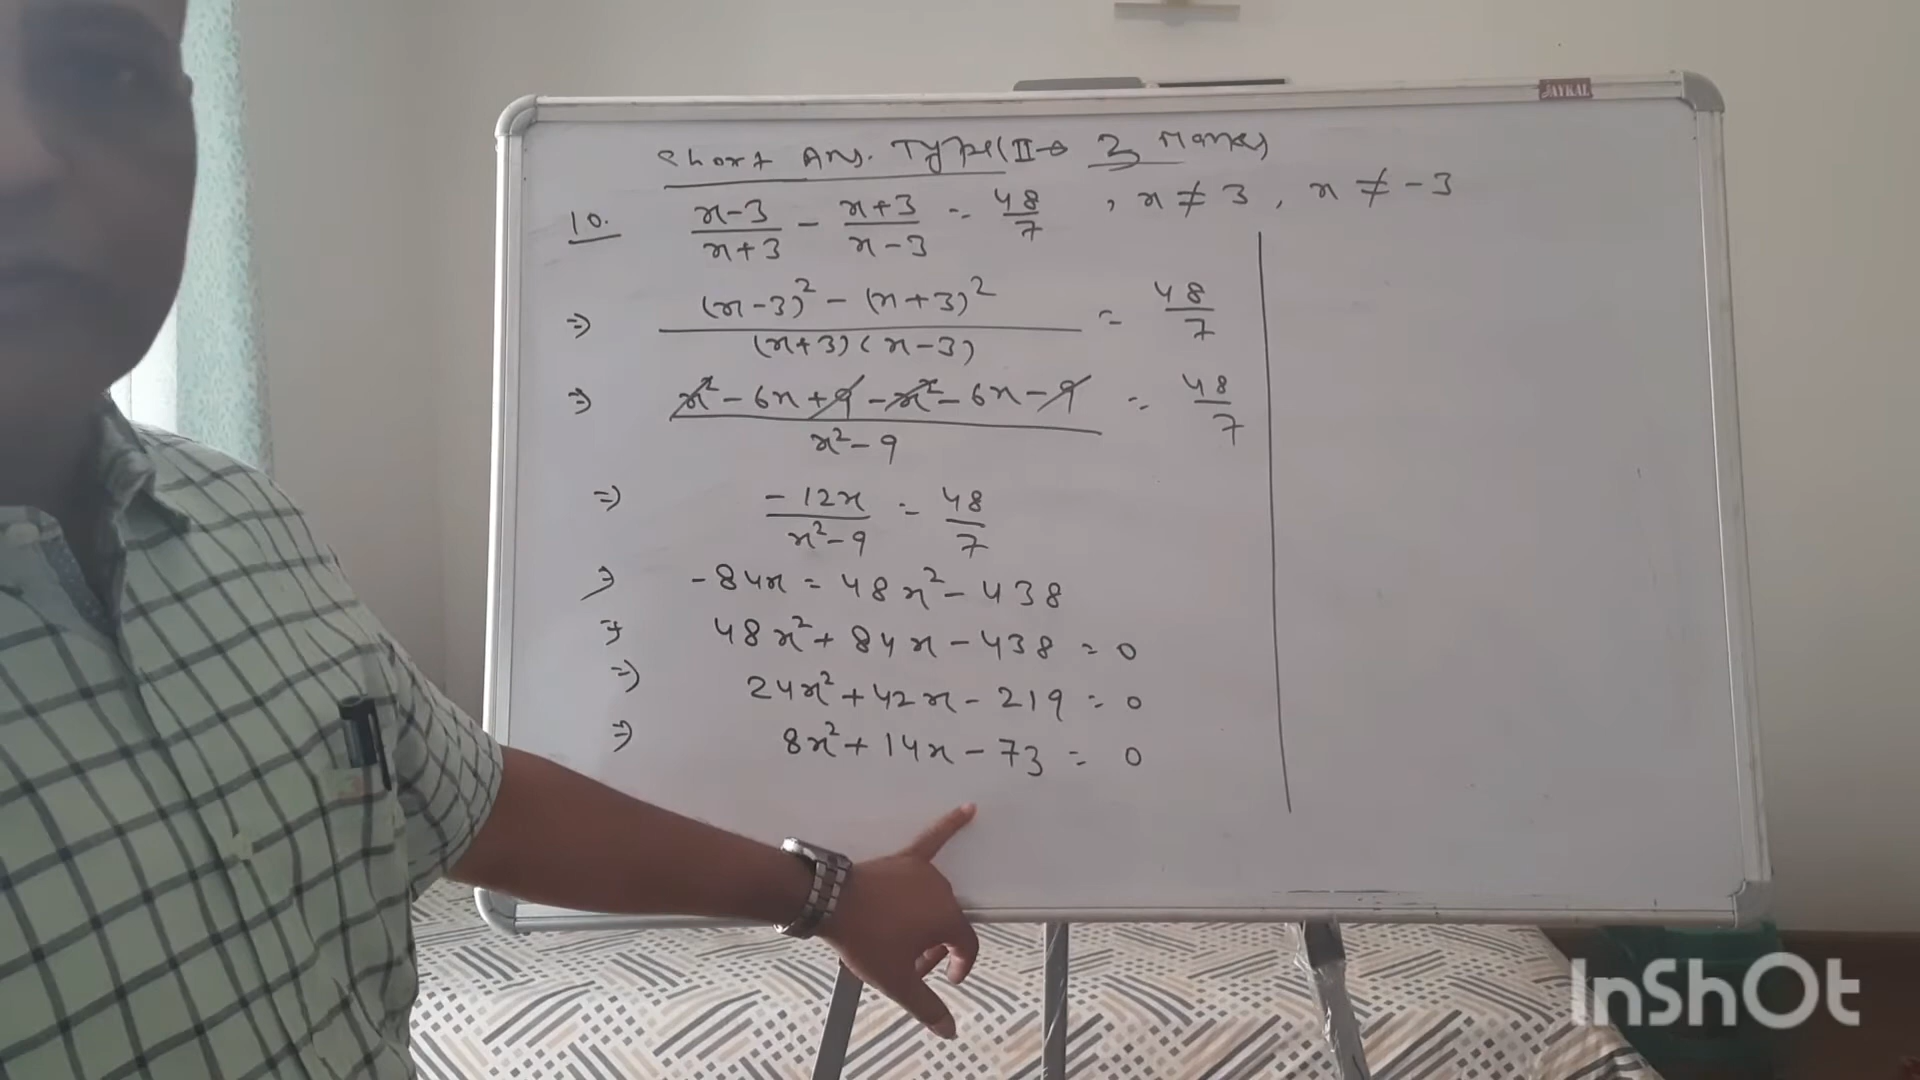 JAYKAL
Short Ans. Type (II → 3 Marks)
10. x-3/x+3 - x+3/x-3 = 48/7 , x ≠ 3 , x ≠ -3
⇒ (x-3)² - (x+3)² / (x+3)(x-3) = 48/7
⇒ x² - 6x + 9 - x² - 6x - 9 / x² - 9 = 48/7
⇒ -12x / x² - 9 = 48/7
⇒ -84x = 48x² - 438
⇒ 48x² + 84x - 438 = 0
⇒ 24x² + 42x - 219 = 0
⇒ 8x² + 14x - 73 = 0
InShOt